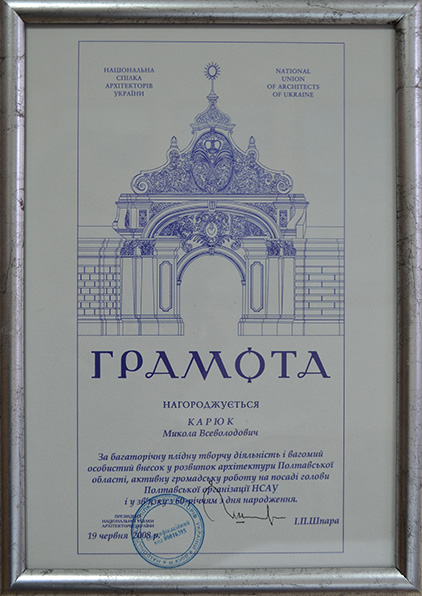 НАЦІОНАЛЬНА
СПІЛКА
АРХІТЕКТОРІВ
УКРАЇНИ
NATIONAL
UNION
OF ARCHITECTS
OF UKRAINE
ГРАМОТА
НАГОРОДЖУЄТЬСЯ
КАРЮК
Микола Всеволодович
За багаторічну плідну творчу діяльність і вагомий
особистий внесок у розвиток архітектури Полтавської
області, активну громадську роботу на посаді голови
Полтавської організації НСАУ
і у зв'язку з 60-річчям з дня народження.
ПРЕЗИДЕНТ
НАЦІОНАЛЬНОЇ СПІЛКИ
АРХІТЕКТОРІВ УКРАЇНИ
І.П.Шпара
19 червня 2008 р.